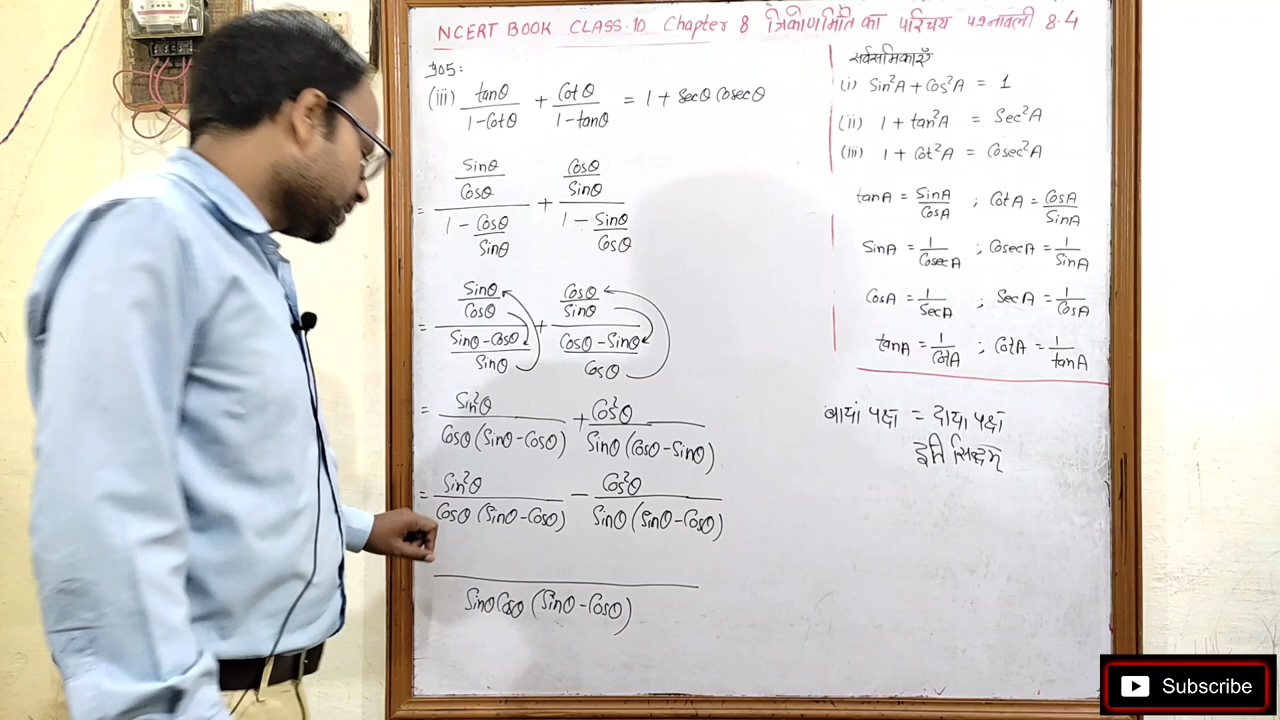 NCERT BOOK CLASS.10 Chapter 8 त्रिकोणमिति का परिचय प्रश्नावली 8.4
प्र05:
(iii) tanθ/(1-Cotθ) + Cotθ/(1-tanθ) = 1 + Secθ Cosecθ
= (Sinθ/Cosθ)/(1 - Cosθ/Sinθ) + (Cosθ/Sinθ)/(1 - Sinθ/Cosθ)
= (Sinθ/Cosθ)/((Sinθ - Cosθ)/Sinθ) + (Cosθ/Sinθ)/((Cosθ - Sinθ)/Cosθ)
= Sin²θ/(Cosθ (Sinθ - Cosθ)) + Cos²θ/(Sinθ (Cosθ - Sinθ))
= Sin²θ/(Cosθ (Sinθ - Cosθ)) - Cos²θ/(Sinθ (Sinθ - Cosθ))
Sinθ Cosθ (Sinθ - Cosθ)
सर्वसमिकाएँ
(i) Sin²A + Cos²A = 1
(ii) 1 + tan²A = Sec²A
(iii) 1 + Cot²A = Cosec²A
tanA = SinA/CosA ; CotA = CosA/SinA
SinA = 1/CosecA ; CosecA = 1/SinA
CosA = 1/SecA ; SecA = 1/CosA
tanA = 1/CotA ; CotA = 1/tanA
बायां पक्ष = दाया पक्ष
इति सिद्धम्
Subscribe